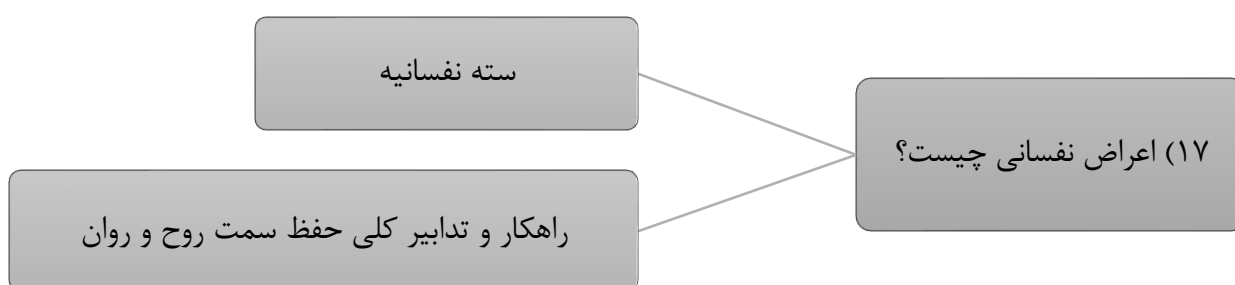 ۱۷) اعراض نفسانی چیست؟
سته نفسانیه
راهکار و تدابیر کلی حفظ سمت روح و روان